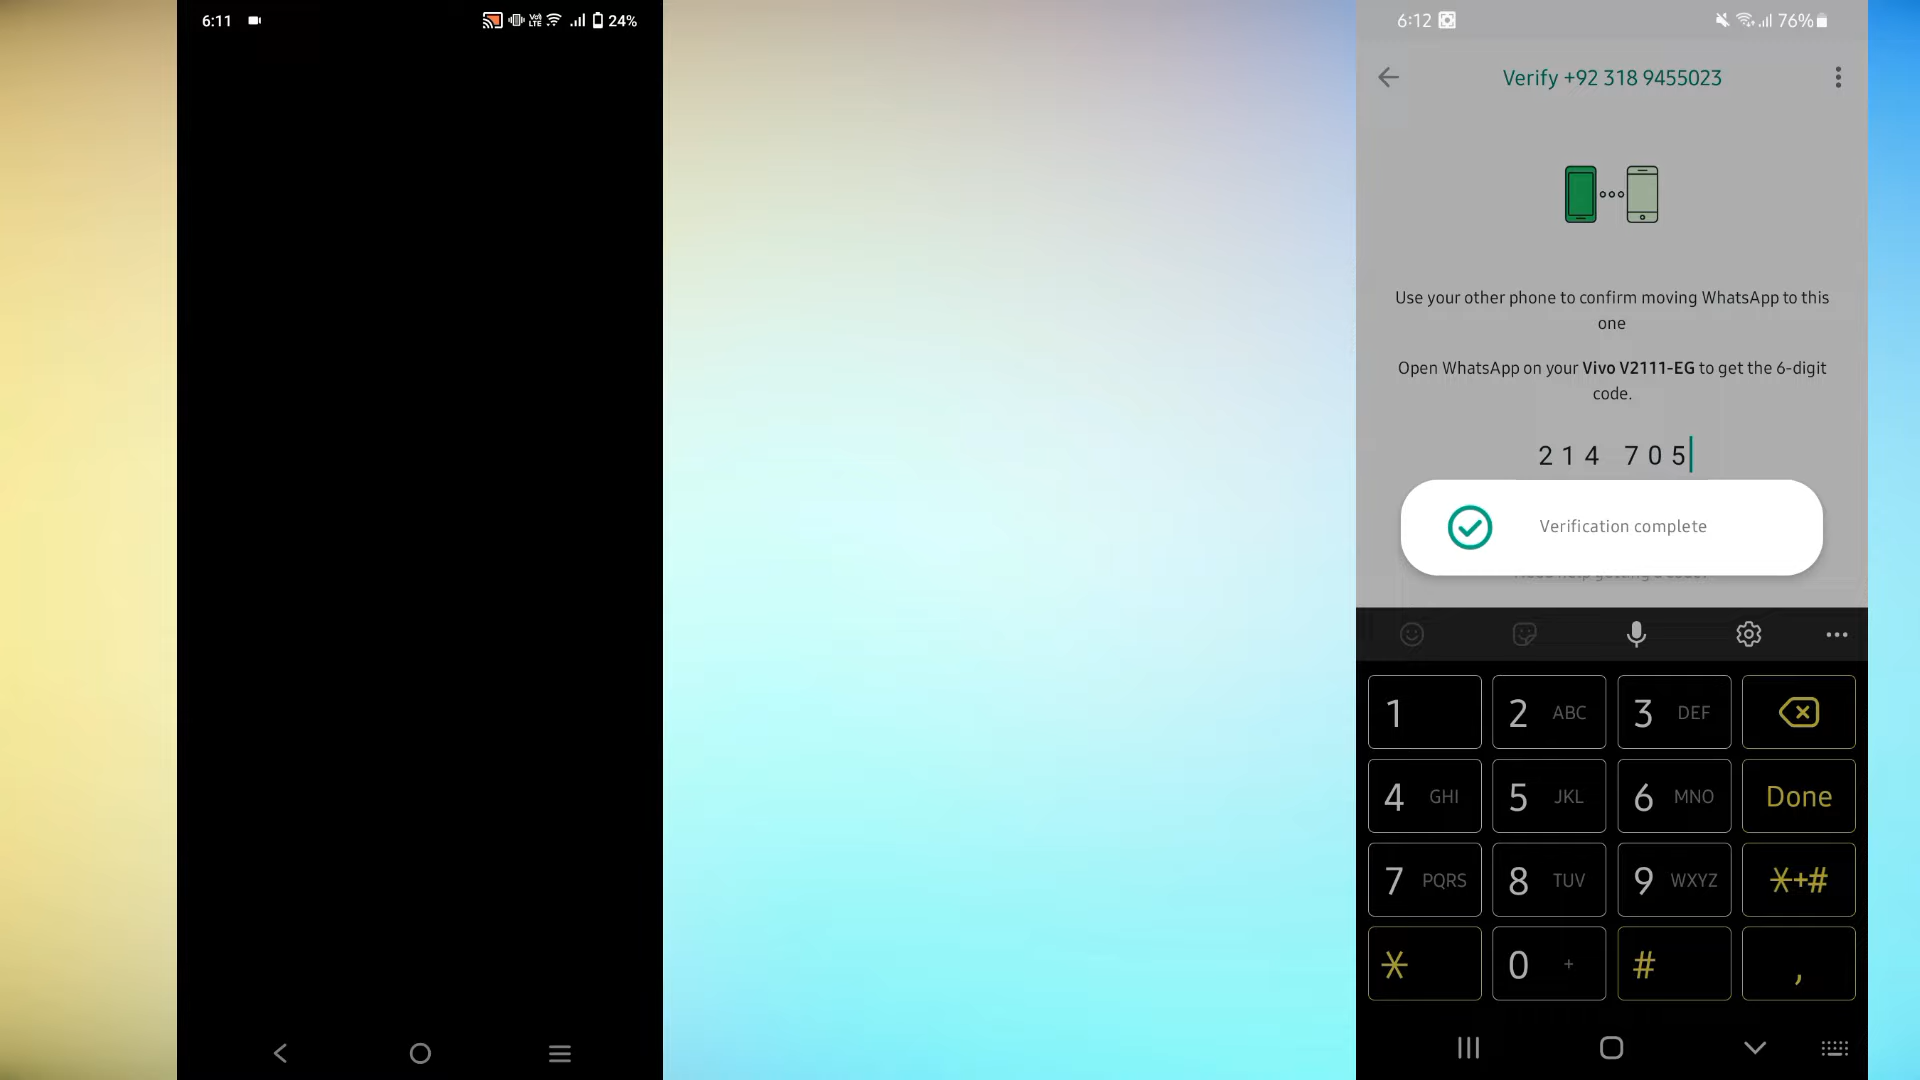 6:11
VoD LTE
24%
6:12
76%
Verify +92 318 9455023
Use your other phone to confirm moving WhatsApp to this
one
Open WhatsApp on your Vivo V2111-EG to get the 6-digit
code.
214 705
Verification complete
1
2 ABC
3 DEF
4 GHI
5 JKL
6 MNO
Done
7 PQRS
8 TUV
9 WXYZ
*+#
*
0 +
#
,